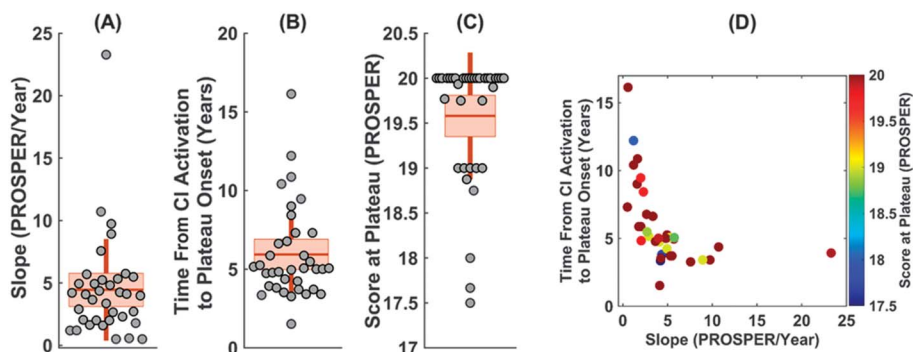 (A)
25
20
15
10
5
0
Slope (PROSPER/Year)
(B)
20
15
10
5
0
Time From CI Activation
to Plateau Onset (Years)
(C)
20
19.5
19
18.5
18
17.5
17
Score at Plateau (PROSPER)
(D)
15
10
5
0
Time From CI Activation
to Plateau Onset (Years)
0 5 10 15 20 25
Slope (PROSPER/Year)
20
19.5
19
18.5
18
17.5
Score at Plateau (PROSPER)